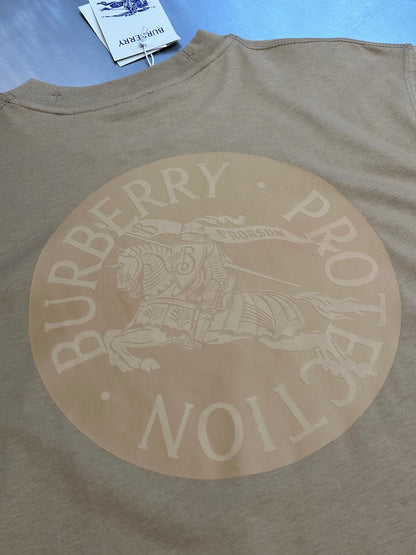 BURBERRY
BURBERRY · PROTECTION ·
PRORSUM
B
B